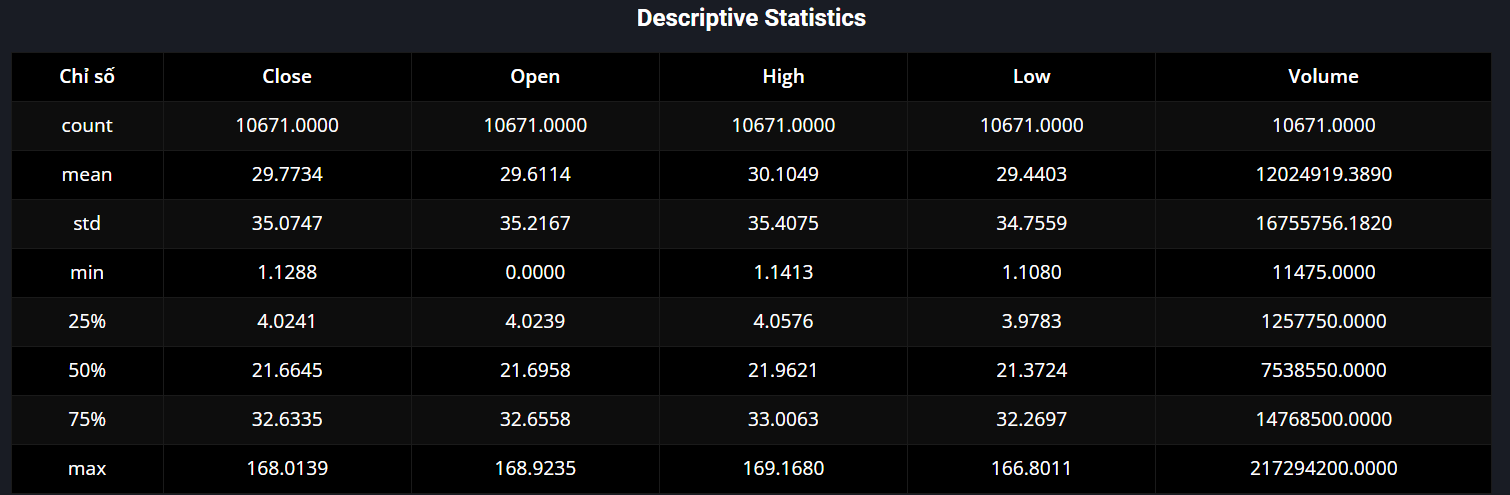 Descriptive Statistics
Chỉ số Close Open High Low Volume
count 10671.0000 10671.0000 10671.0000 10671.0000 10671.0000
mean 29.7734 29.6114 30.1049 29.4403 12024919.3890
std 35.0747 35.2167 35.4075 34.7559 16755756.1820
min 1.1288 0.0000 1.1413 1.1080 11475.0000
25% 4.0241 4.0239 4.0576 3.9783 1257750.0000
50% 21.6645 21.6958 21.9621 21.3724 7538550.0000
75% 32.6335 32.6558 33.0063 32.2697 14768500.0000
max 168.0139 168.9235 169.1680 166.8011 217294200.0000